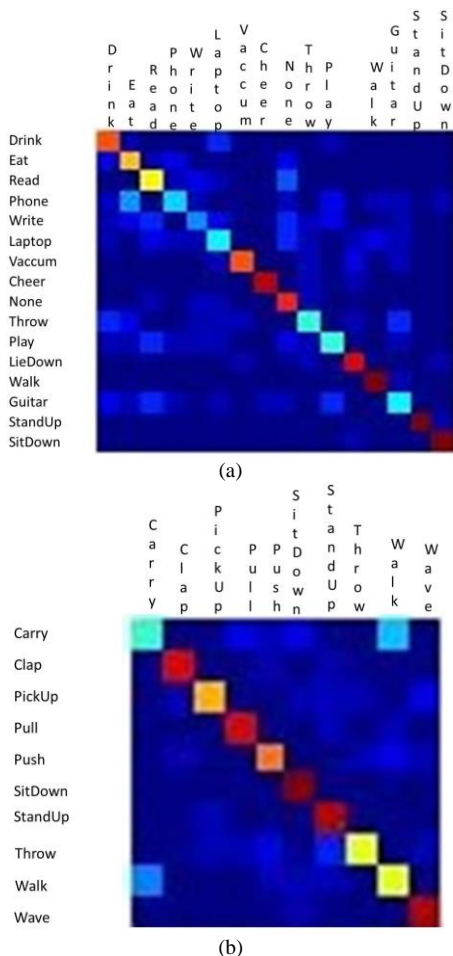 Drink Eat Read Phone Write Laptop Vaccum Cheer None Throw Play Walk Guitar StandUp SitDown
Drink
Eat
Read
Phone
Write
Laptop
Vaccum
Cheer
None
Throw
Play
LieDown
Walk
Guitar
StandUp
SitDown
(a)
Carry Clap PickUp Pull Push SitDown StandUp Throw Walk Wave
Carry
Clap
PickUp
Pull
Push
SitDown
StandUp
Throw
Walk
Wave
(b)